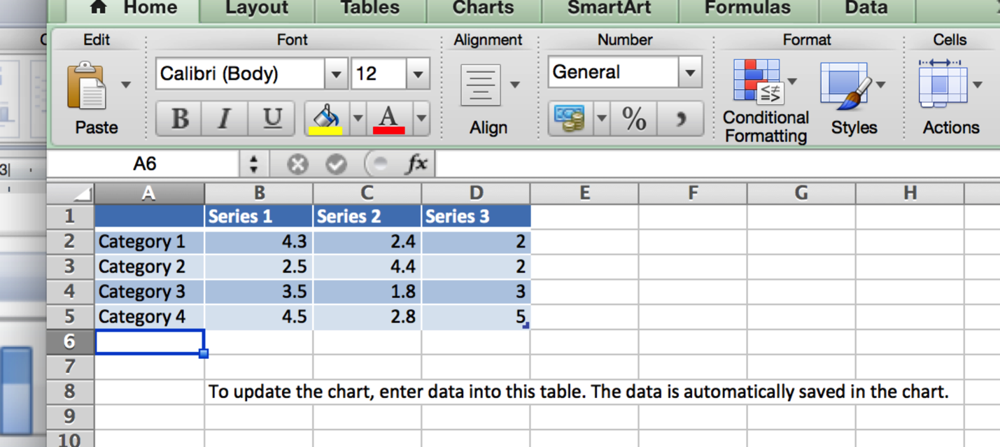 Home Layout Tables Charts SmartArt Formulas Data
Edit Font Alignment Number Format Cells
Calibri (Body) 12 General
B I U A % ,
Paste Align Conditional Formatting Styles Actions
A6 fx
A B C D E F G H
1 Series 1 Series 2 Series 3
2 Category 1 4.3 2.4 2
3 Category 2 2.5 4.4 2
4 Category 3 3.5 1.8 3
5 Category 4 4.5 2.8 5
6
7
8 To update the chart, enter data into this table. The data is automatically saved in the chart.
9
10